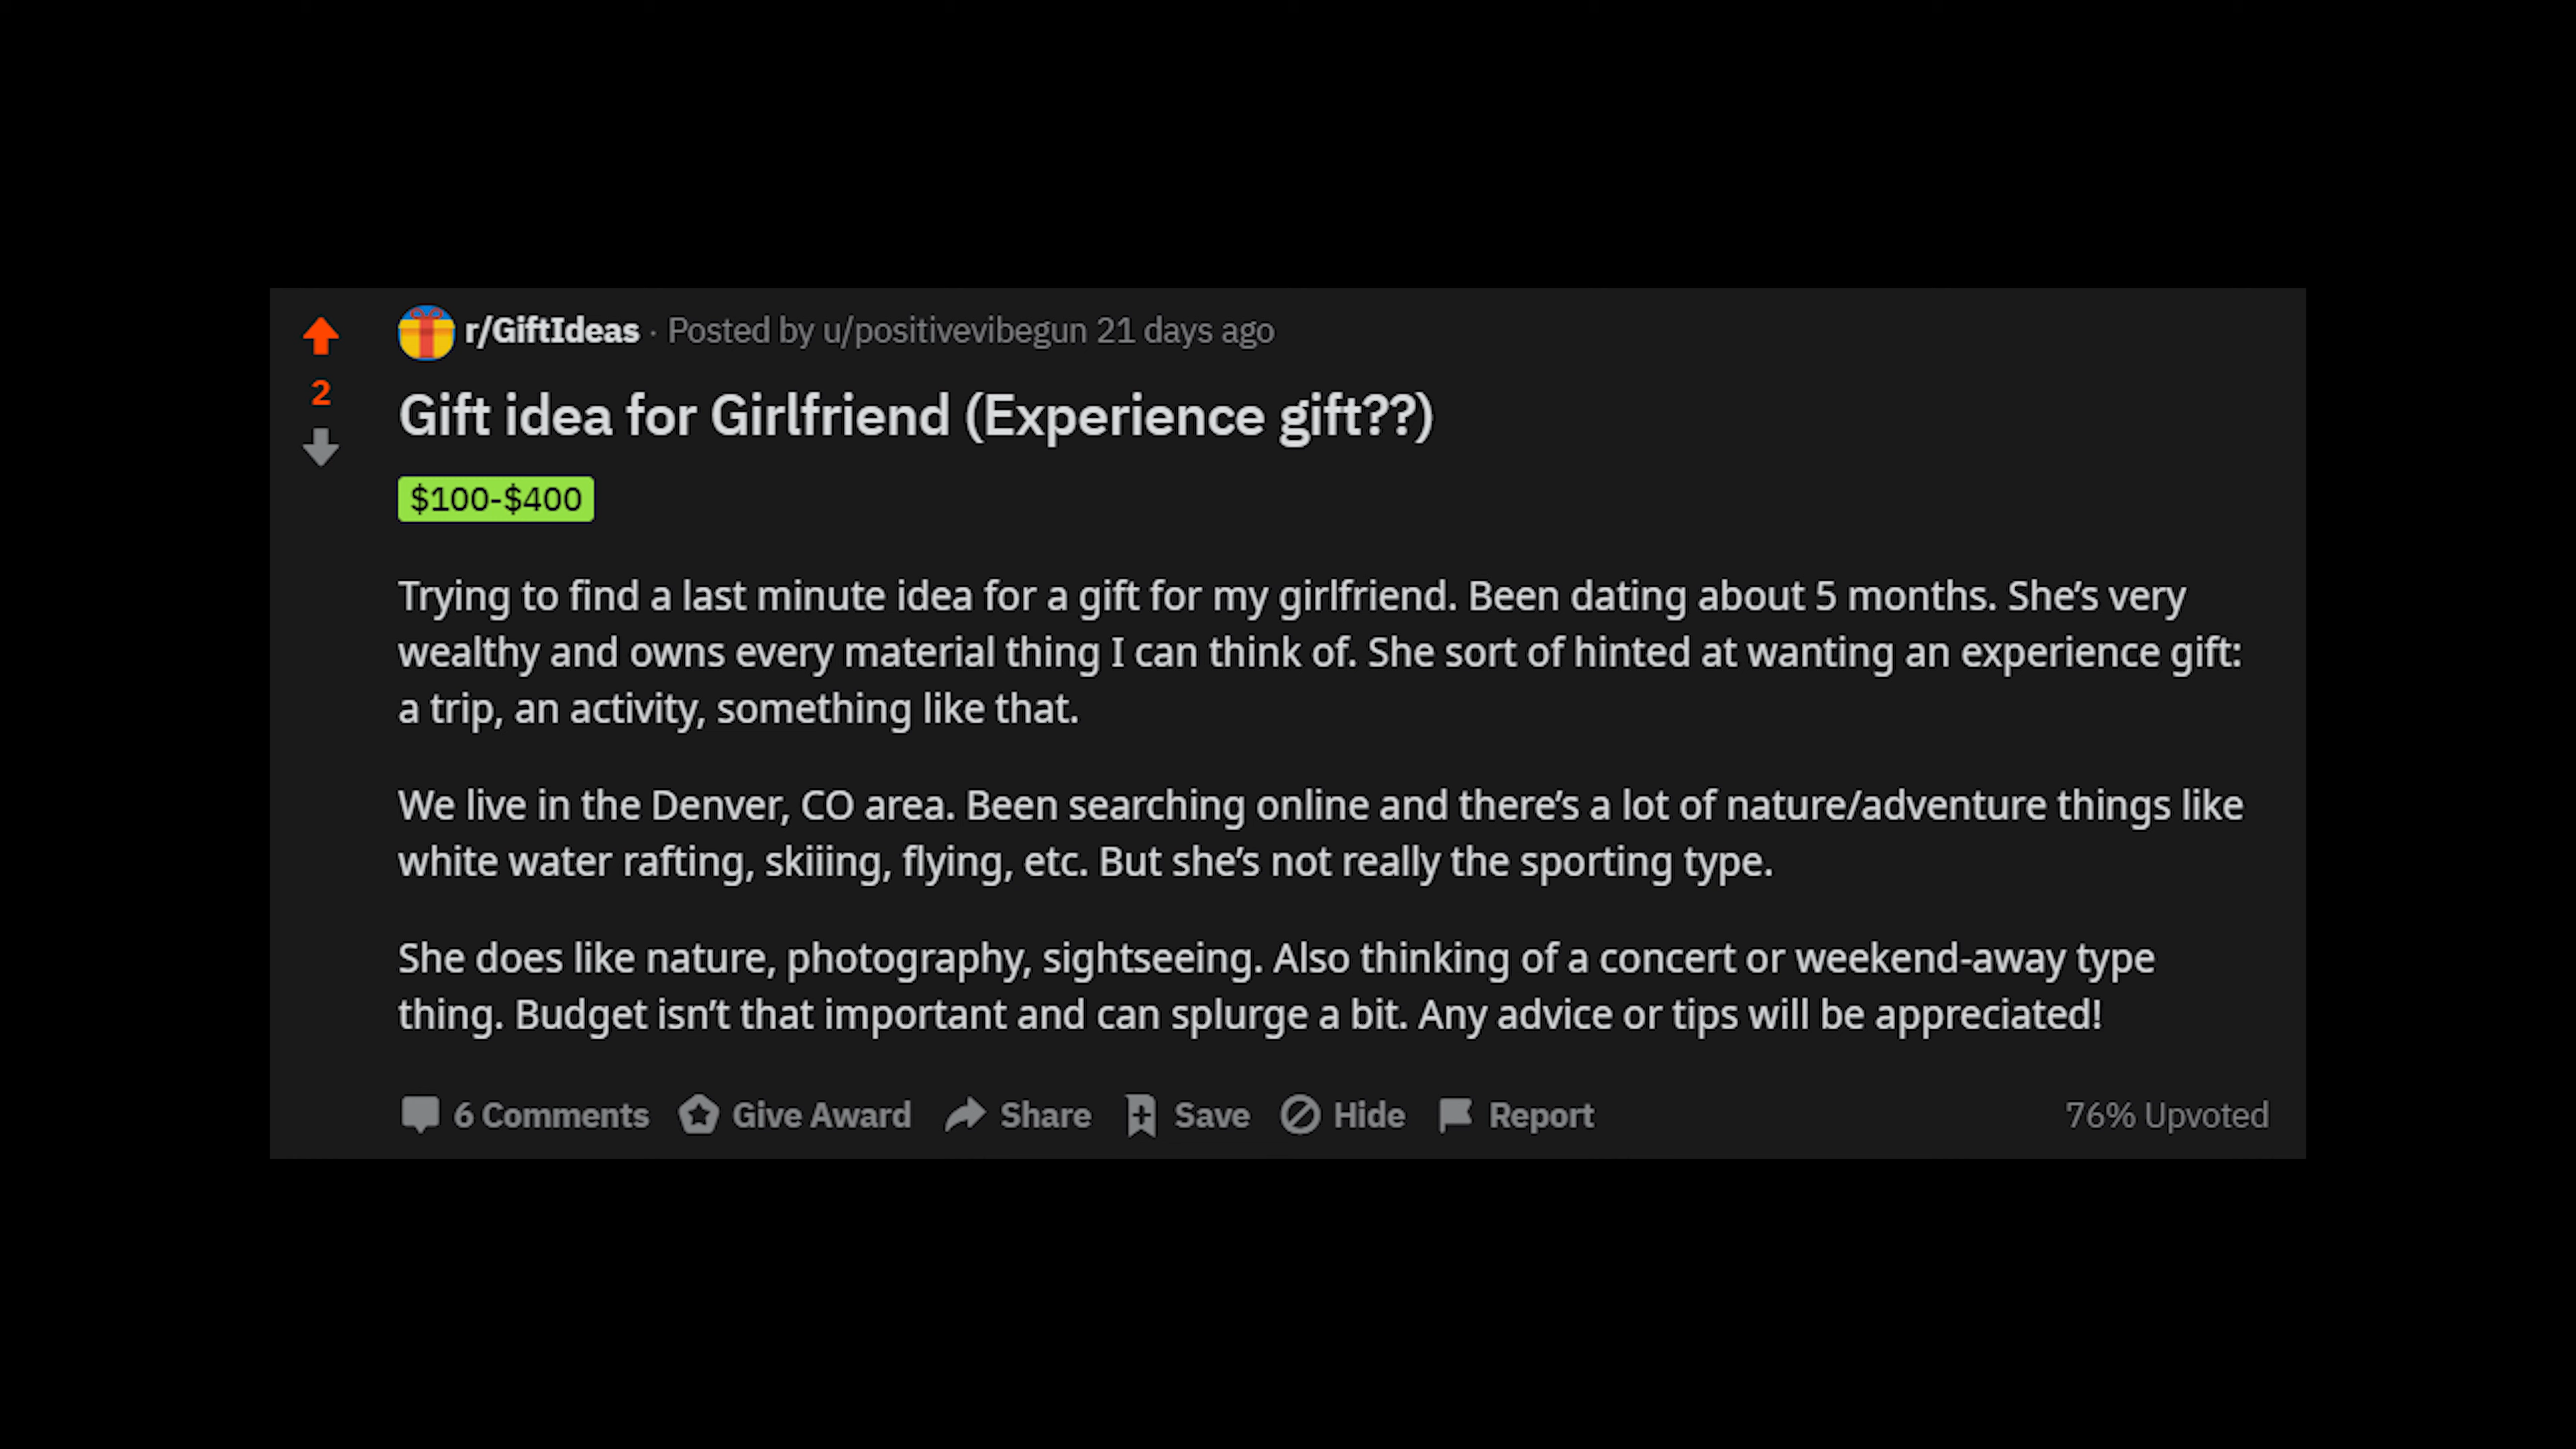 r/GiftIdeas · Posted by u/positivevibegun 21 days ago
2
Gift idea for Girlfriend (Experience gift??)
$100-$400
Trying to find a last minute idea for a gift for my girlfriend. Been dating about 5 months. She’s very
wealthy and owns every material thing I can think of. She sort of hinted at wanting an experience gift:
a trip, an activity, something like that.
We live in the Denver, CO area. Been searching online and there’s a lot of nature/adventure things like
white water rafting, skiiing, flying, etc. But she’s not really the sporting type.
She does like nature, photography, sightseeing. Also thinking of a concert or weekend-away type
thing. Budget isn’t that important and can splurge a bit. Any advice or tips will be appreciated!
6 Comments Give Award Share Save Hide Report 76% Upvoted